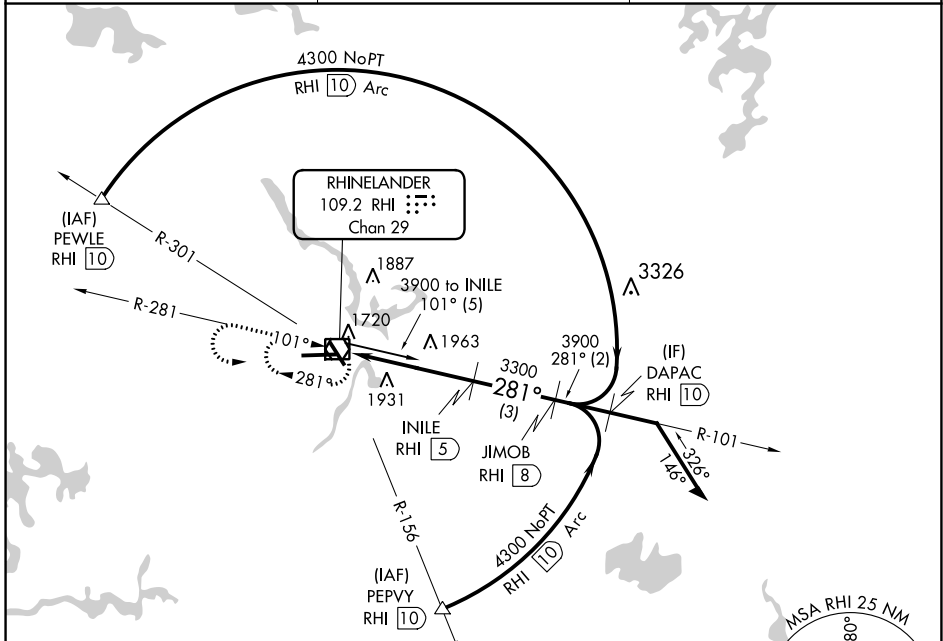 4300 NoPT
RHI 10 Arc
RHINELANDER
109.2 RHI
Chan 29
(IAF)
PEWLE
RHI 10
R-301
R-281
1887
3900 to INILE
101° (5)
3326
1720
1963
101°
281°
1931
3300
281°
(3)
3900
281° (2)
(IF)
DAPAC
RHI 10
INILE
RHI 5
JIMOB
RHI 8
R-101
326°
146°
R-156
4300 NoPT
RHI 10 Arc
(IAF)
PEPVY
RHI 10
MSA RHI 25 NM